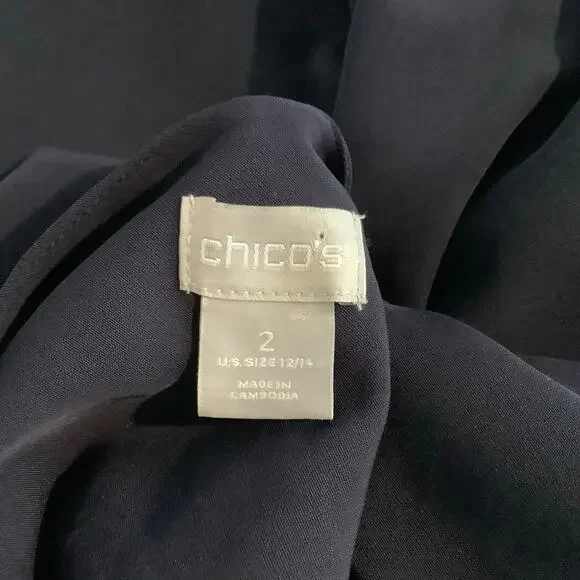 chico's
2
U.S. SIZE 12/14
MADE IN
CAMBODIA